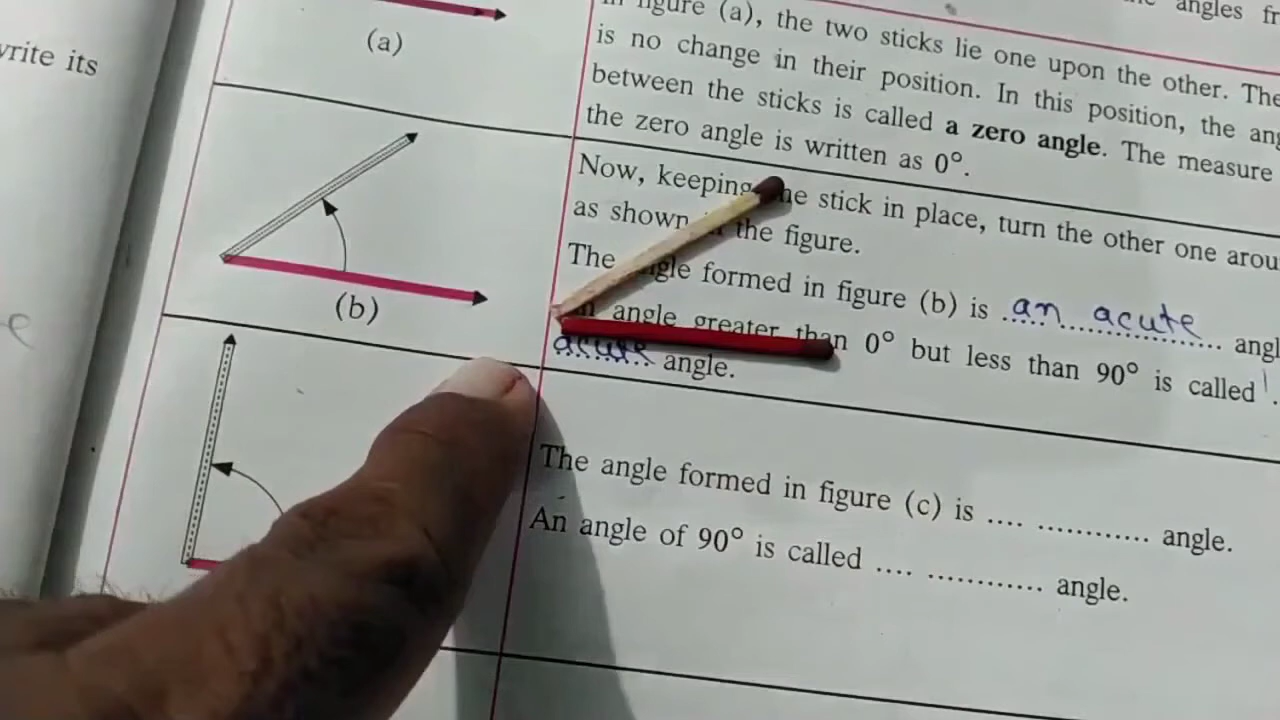 write its
(a)
figure (a), the two sticks lie one upon the other.
is no change in their position. In this position, the
between the sticks is called a zero angle. The measure
the zero angle is written as 0°.
angles
(b)
Now, keeping the stick in place, turn the other one
as shown the figure.
The angle formed in figure (b) is an acute
angle greater than 0° but less than 90° is called
acute angle.
The angle formed in figure (c) is .... ............ angle.
An angle of 90° is called .... ............ angle.